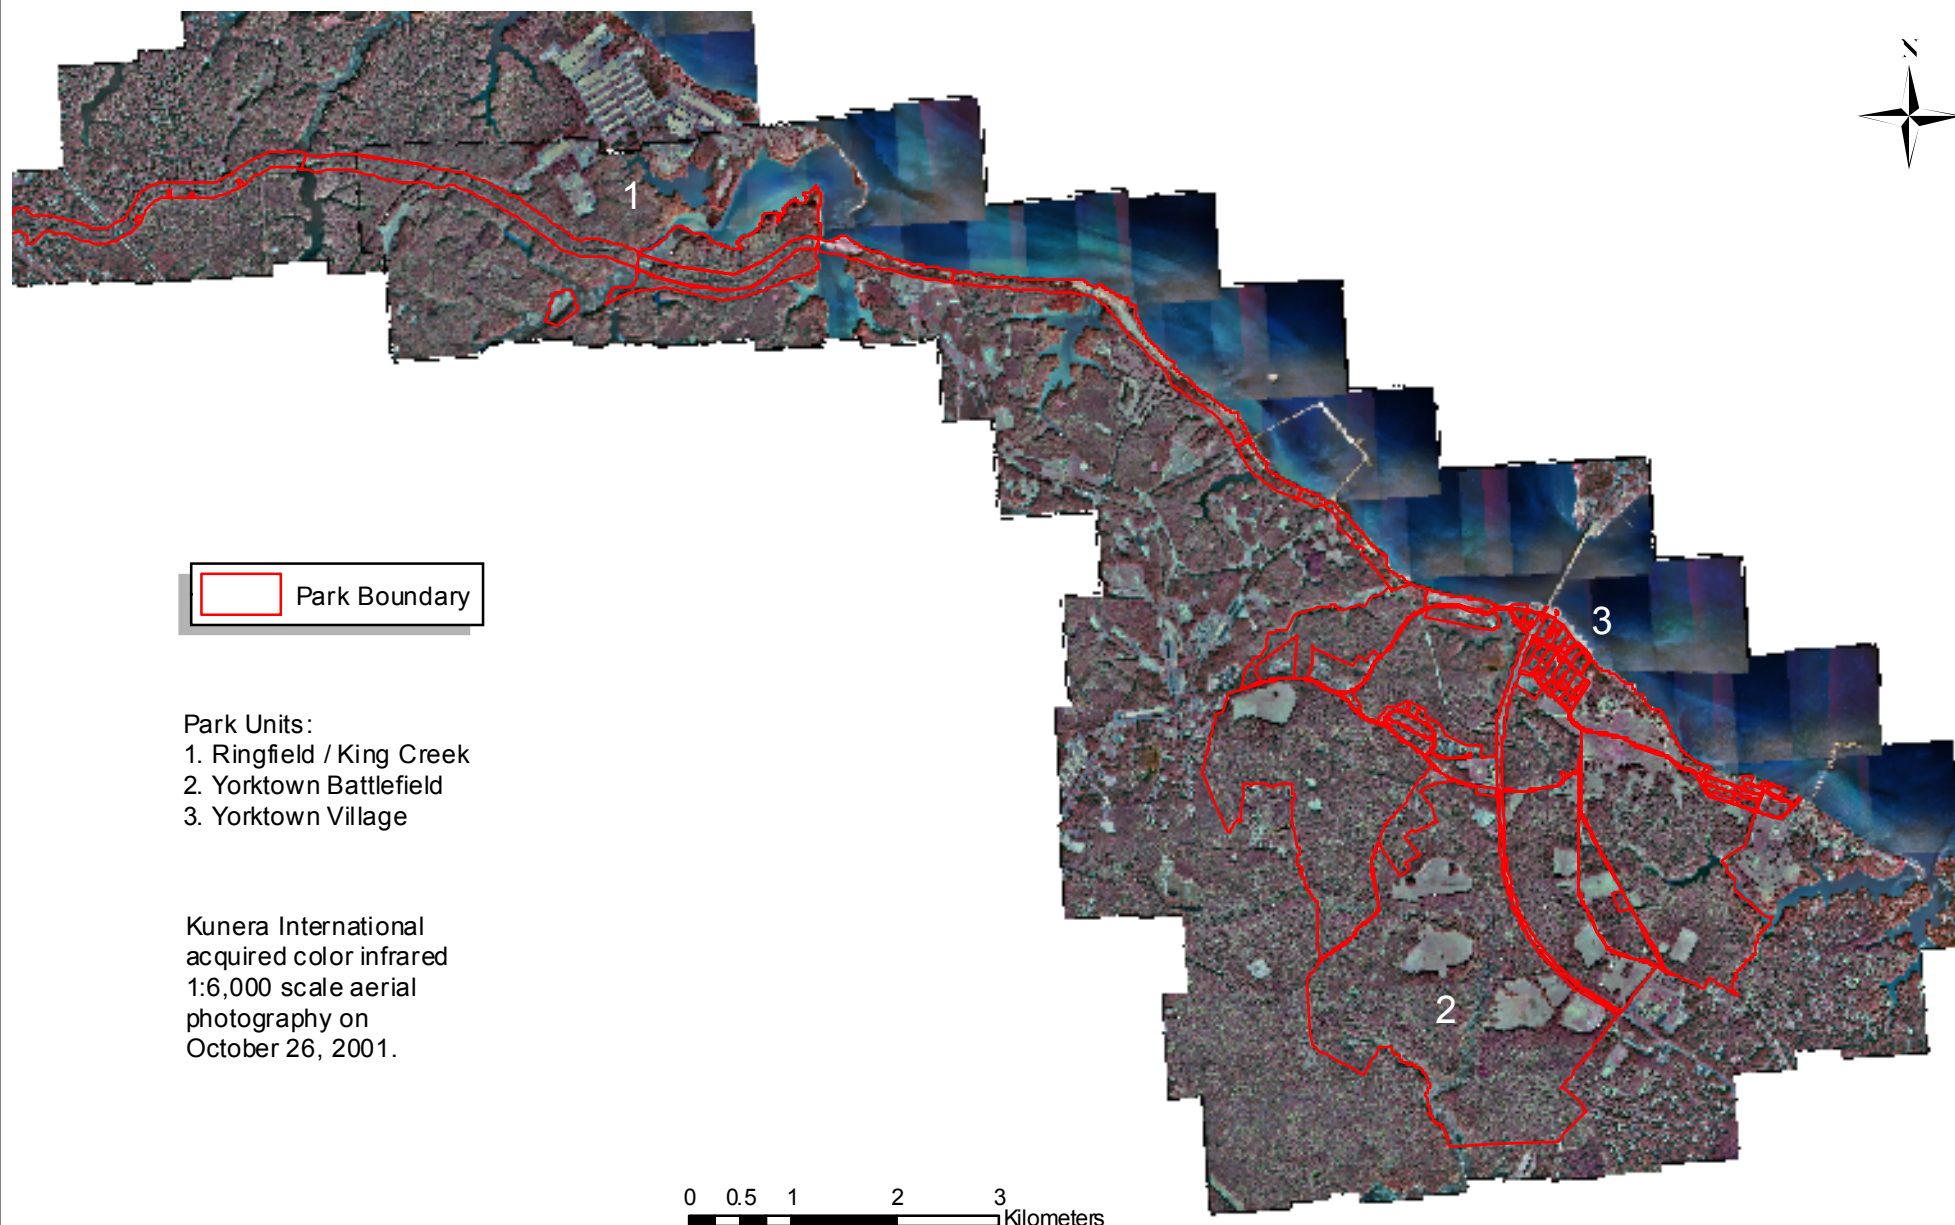 N
1
Park Boundary
3
Park Units:
1. Ringfield / King Creek
2. Yorktown Battlefield
3. Yorktown Village
Kunera International
acquired color infrared
1:6,000 scale aerial
photography on
October 26, 2001.
2
0 0.5 1 2 3
Kilometers